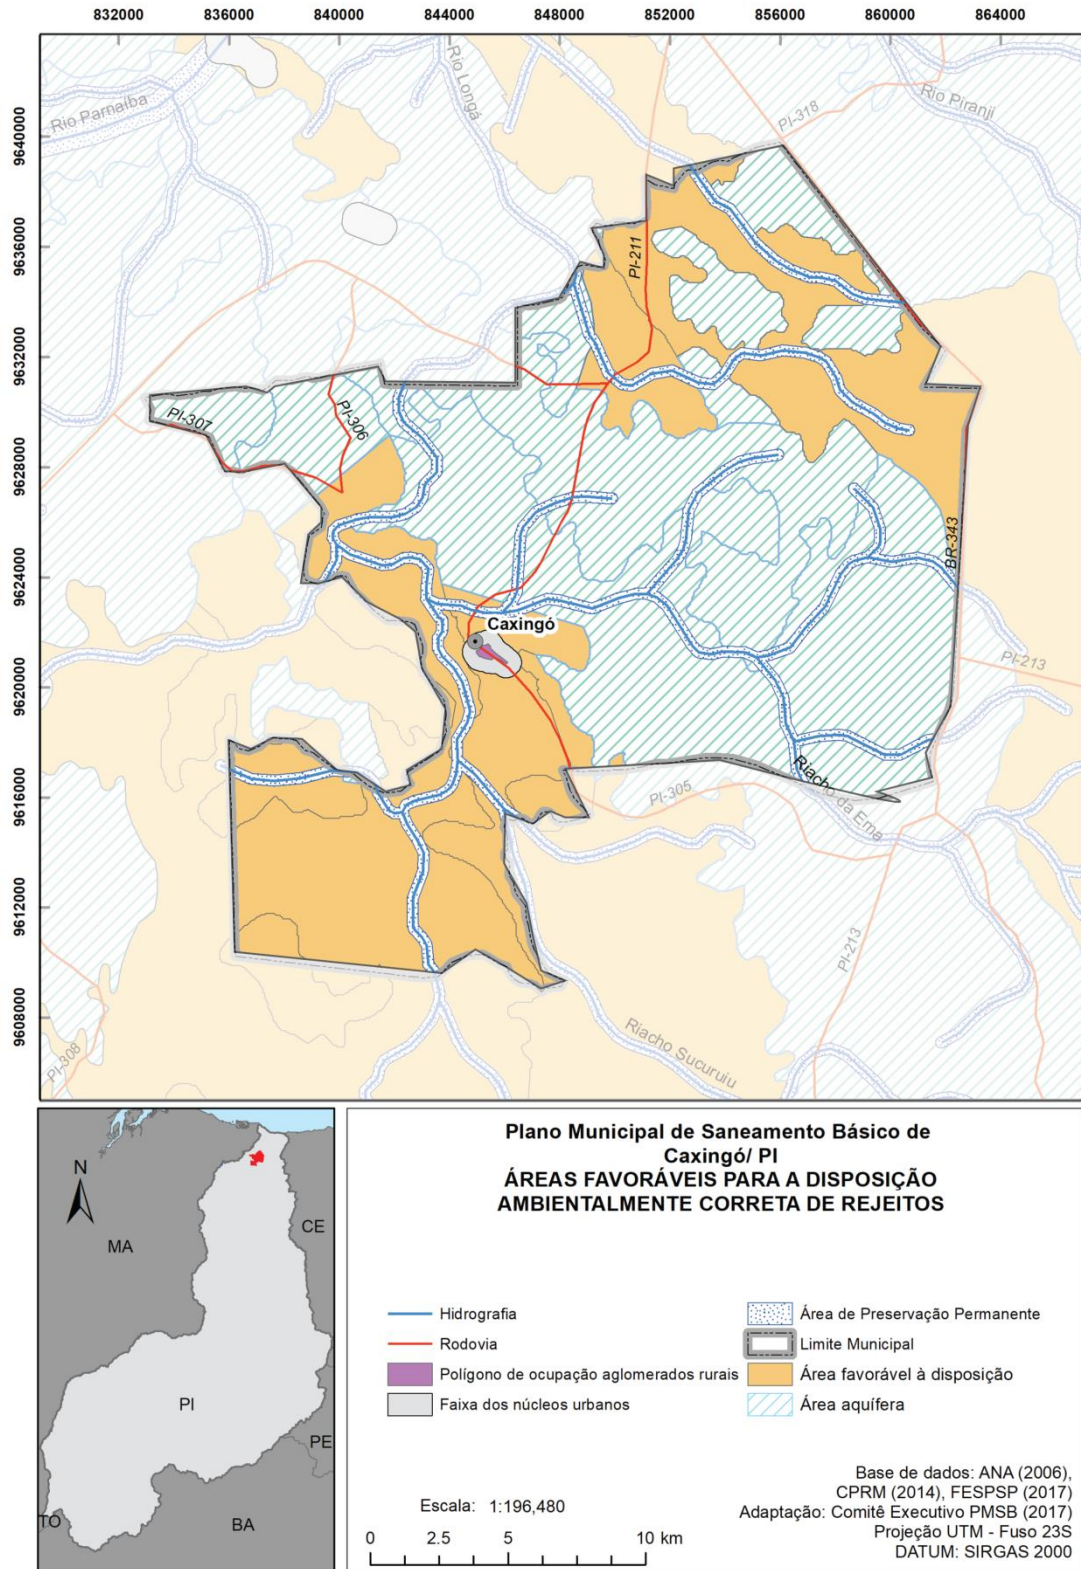 832000 836000 840000 844000 848000 852000 856000 860000 864000
9640000
9636000
9632000
9628000
9624000
9620000
9616000
9612000
9608000
Rio Parnaíba
Rio Longá
Rio Piranji
PI-318
PI-211
PI-307
PI-306
BR-343
Caxingó
PI-213
PI-305
Riacho da Ema
PI-213
Riacho Sucuruiu
PI-308
N
MA
CE
PI
PE
TO
BA
Plano Municipal de Saneamento Básico de
Caxingó/ PI
ÁREAS FAVORÁVEIS PARA A DISPOSIÇÃO
AMBIENTALMENTE CORRETA DE REJEITOS
Hidrografia
Rodovia
Polígono de ocupação aglomerados rurais
Faixa dos núcleos urbanos
Área de Preservação Permanente
Limite Municipal
Área favorável à disposição
Área aquífera
Escala: 1:196,480
0 2.5 5 10 km
Base de dados: ANA (2006),
CPRM (2014), FESPSP (2017)
Adaptação: Comitê Executivo PMSB (2017)
Projeção UTM - Fuso 23S
DATUM: SIRGAS 2000